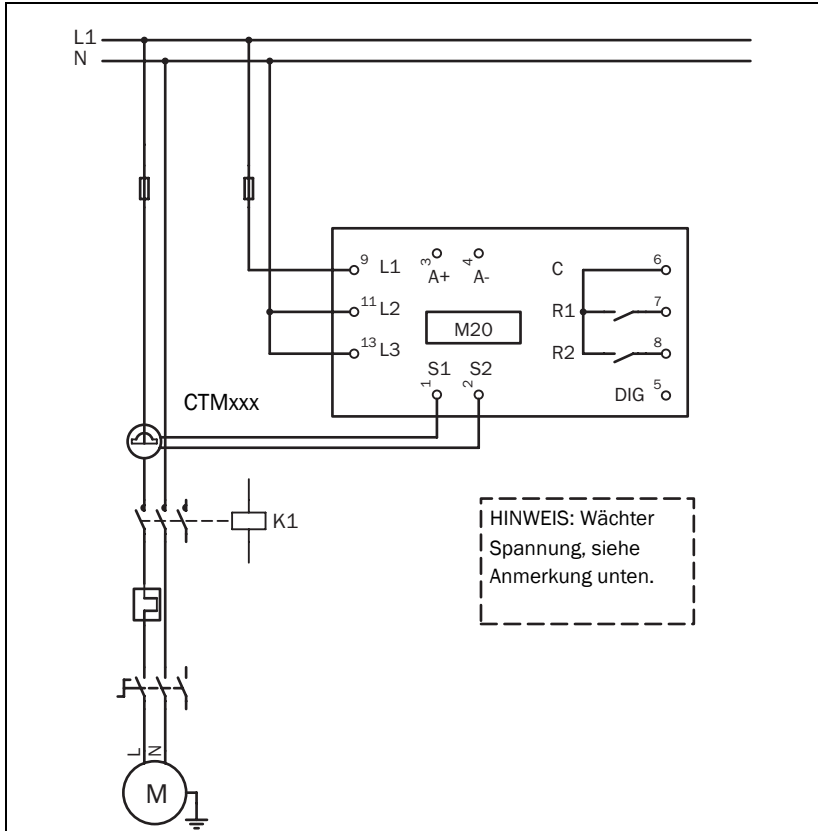 L1
N
9 L1
3 A+
4 A-
C 6
11 L2
M20
R1 7
13 L3
R2 8
S1 S2
1 2
DIG 5
CTMxxx
K1
HINWEIS: Wächter
Spannung, siehe
Anmerkung unten.
L N
M